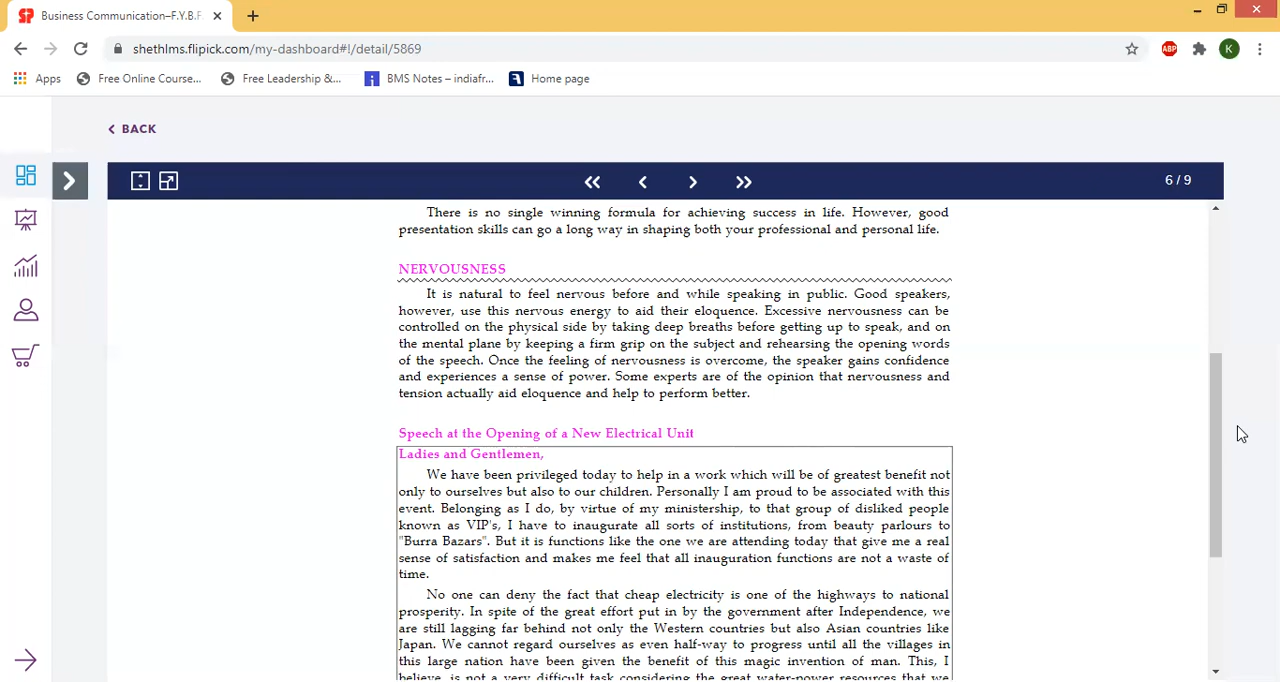 Business Communication–F.Y.B.F.
shethlms.flipick.com/my-dashboard#!/detail/5869
ABP
K
Apps
Free Online Course...
Free Leadership &...
BMS Notes – indiafr...
Home page
BACK
6 / 9
There is no single winning formula for achieving success in life. However, good
presentation skills can go a long way in shaping both your professional and personal life.
NERVOUSNESS
It is natural to feel nervous before and while speaking in public. Good speakers,
however, use this nervous energy to aid their eloquence. Excessive nervousness can be
controlled on the physical side by taking deep breaths before getting up to speak, and on
the mental plane by keeping a firm grip on the subject and rehearsing the opening words
of the speech. Once the feeling of nervousness is overcome, the speaker gains confidence
and experiences a sense of power. Some experts are of the opinion that nervousness and
tension actually aid eloquence and help to perform better.
Speech at the Opening of a New Electrical Unit
Ladies and Gentlemen,
We have been privileged today to help in a work which will be of greatest benefit not
only to ourselves but also to our children. Personally I am proud to be associated with this
event. Belonging as I do, by virtue of my ministership, to that group of disliked people
known as VIP's, I have to inaugurate all sorts of institutions, from beauty parlours to
"Burra Bazars". But it is functions like the one we are attending today that give me a real
sense of satisfaction and makes me feel that all inauguration functions are not a waste of
time.
No one can deny the fact that cheap electricity is one of the highways to national
prosperity. In spite of the great effort put in by the government after Independence, we
are still lagging far behind not only the Western countries but also Asian countries like
Japan. We cannot regard ourselves as even half-way to progress until all the villages in
this large nation have been given the benefit of this magic invention of man. This, I
believe, is not a very difficult task considering the great water-power resources that we